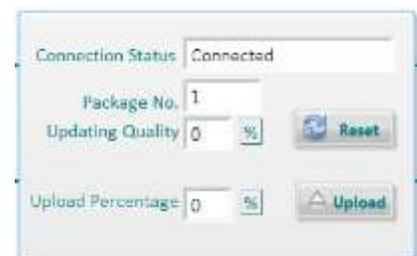 Connection Status Connected
Package No. 1
Updating Quality 0 % Reset
Upload Percentage 0 % Upload